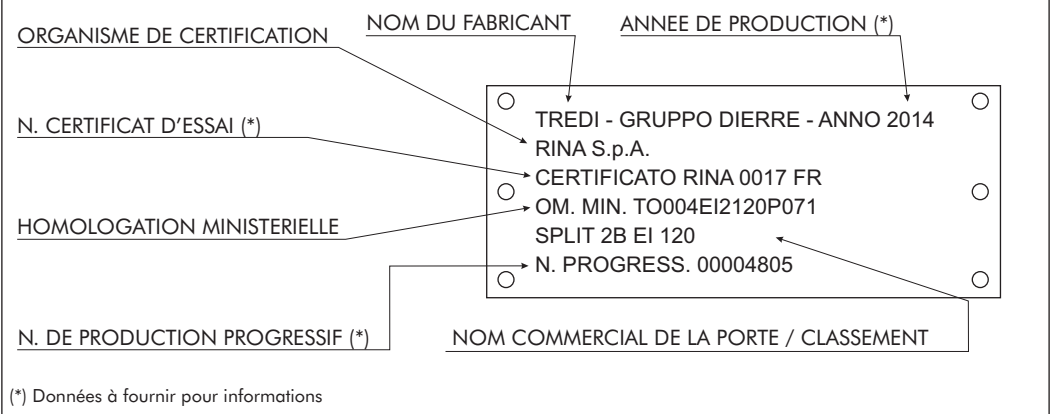 ORGANISME DE CERTIFICATION
NOM DU FABRICANT
ANNEE DE PRODUCTION (*)
N. CERTIFICAT D'ESSAI (*)
HOMOLOGATION MINISTERIELLE
N. DE PRODUCTION PROGRESSIF (*)
TREDI - GRUPPO DIERRE - ANNO 2014
RINA S.p.A.
CERTIFICATO RINA 0017 FR
OM. MIN. TO004EI2120P071
SPLIT 2B EI 120
N. PROGRESS. 00004805
NOM COMMERCIAL DE LA PORTE / CLASSEMENT
(*) Données à fournir pour informations